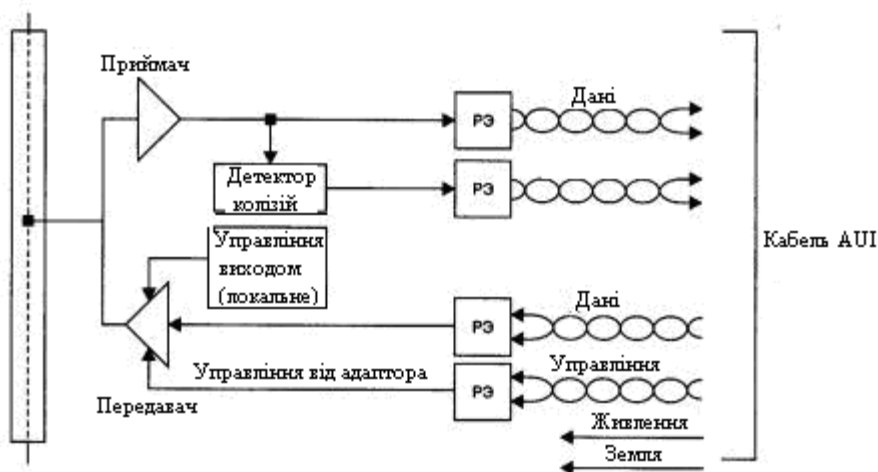 Приймач
Дані
РЭ
Детектор
колізій
РЭ
Управління
виходом
(локальне)
Кабель AUI
Дані
РЭ
Управління
Управління від адаптора
РЭ
Передавач
Живлення
Земля